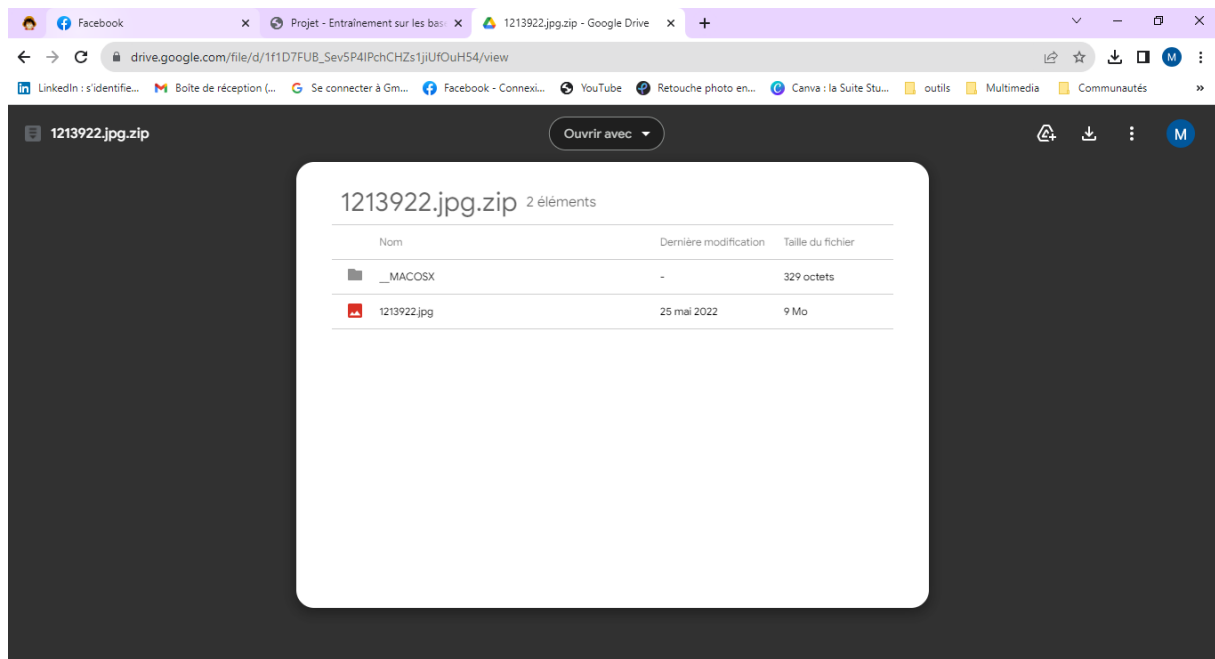 Facebook
Projet - Entraînement sur les bas
1213922.jpg.zip - Google Drive
drive.google.com/file/d/1f1D7FUB_Sev5P4IPchCHZs1jiUfOuH54/view
M
LinkedIn : s'identifie...
Boite de réception (...
Se connecter à Gm...
Facebook - Connexi...
YouTube
Retouche photo en...
Canva : la Suite Stu...
outils
Multimedia
Communautés
»
1213922.jpg.zip
Ouvrir avec
M
1213922.jpg.zip 2 éléments
Nom Dernière modification Taille du fichier
__MACOSX - 329 octets
1213922.jpg 25 mai 2022 9 Mo